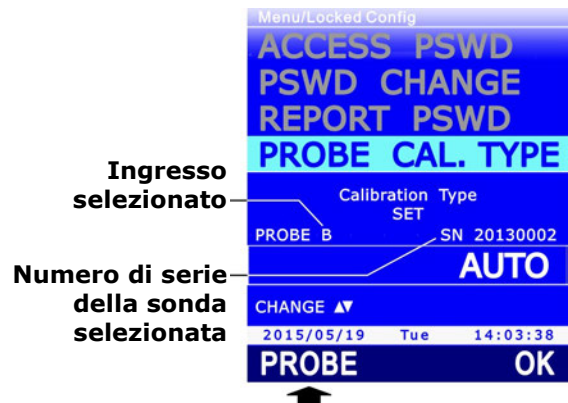 Menu/Locked Config
ACCESS PSWD
PSWD CHANGE
REPORT PSWD
PROBE CAL. TYPE
Ingresso
selezionato
Calibration Type
SET
PROBE B SN 20130002
Numero di serie
della sonda
selezionata
AUTO
CHANGE ▲▼
2015/05/19 Tue 14:03:38
PROBE OK